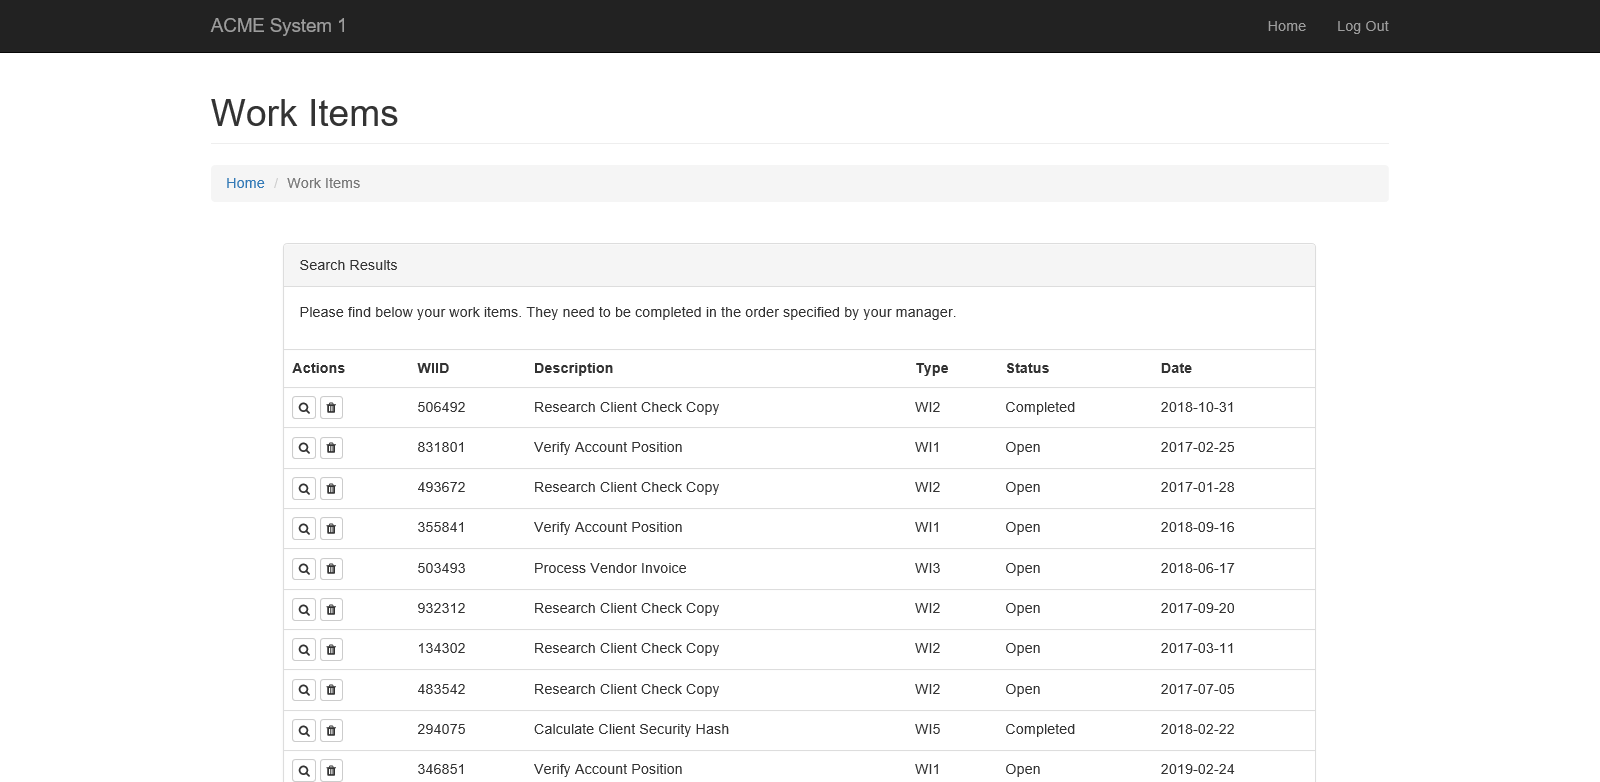 ACME System 1 Home Log Out
Work Items
Home / Work Items
Search Results
Please find below your work items. They need to be completed in the order specified by your manager.
Actions WIID Description Type Status Date
506492 Research Client Check Copy WI2 Completed 2018-10-31
831801 Verify Account Position WI1 Open 2017-02-25
493672 Research Client Check Copy WI2 Open 2017-01-28
355841 Verify Account Position WI1 Open 2018-09-16
503493 Process Vendor Invoice WI3 Open 2018-06-17
932312 Research Client Check Copy WI2 Open 2017-09-20
134302 Research Client Check Copy WI2 Open 2017-03-11
483542 Research Client Check Copy WI2 Open 2017-07-05
294075 Calculate Client Security Hash WI5 Completed 2018-02-22
346851 Verify Account Position WI1 Open 2019-02-24